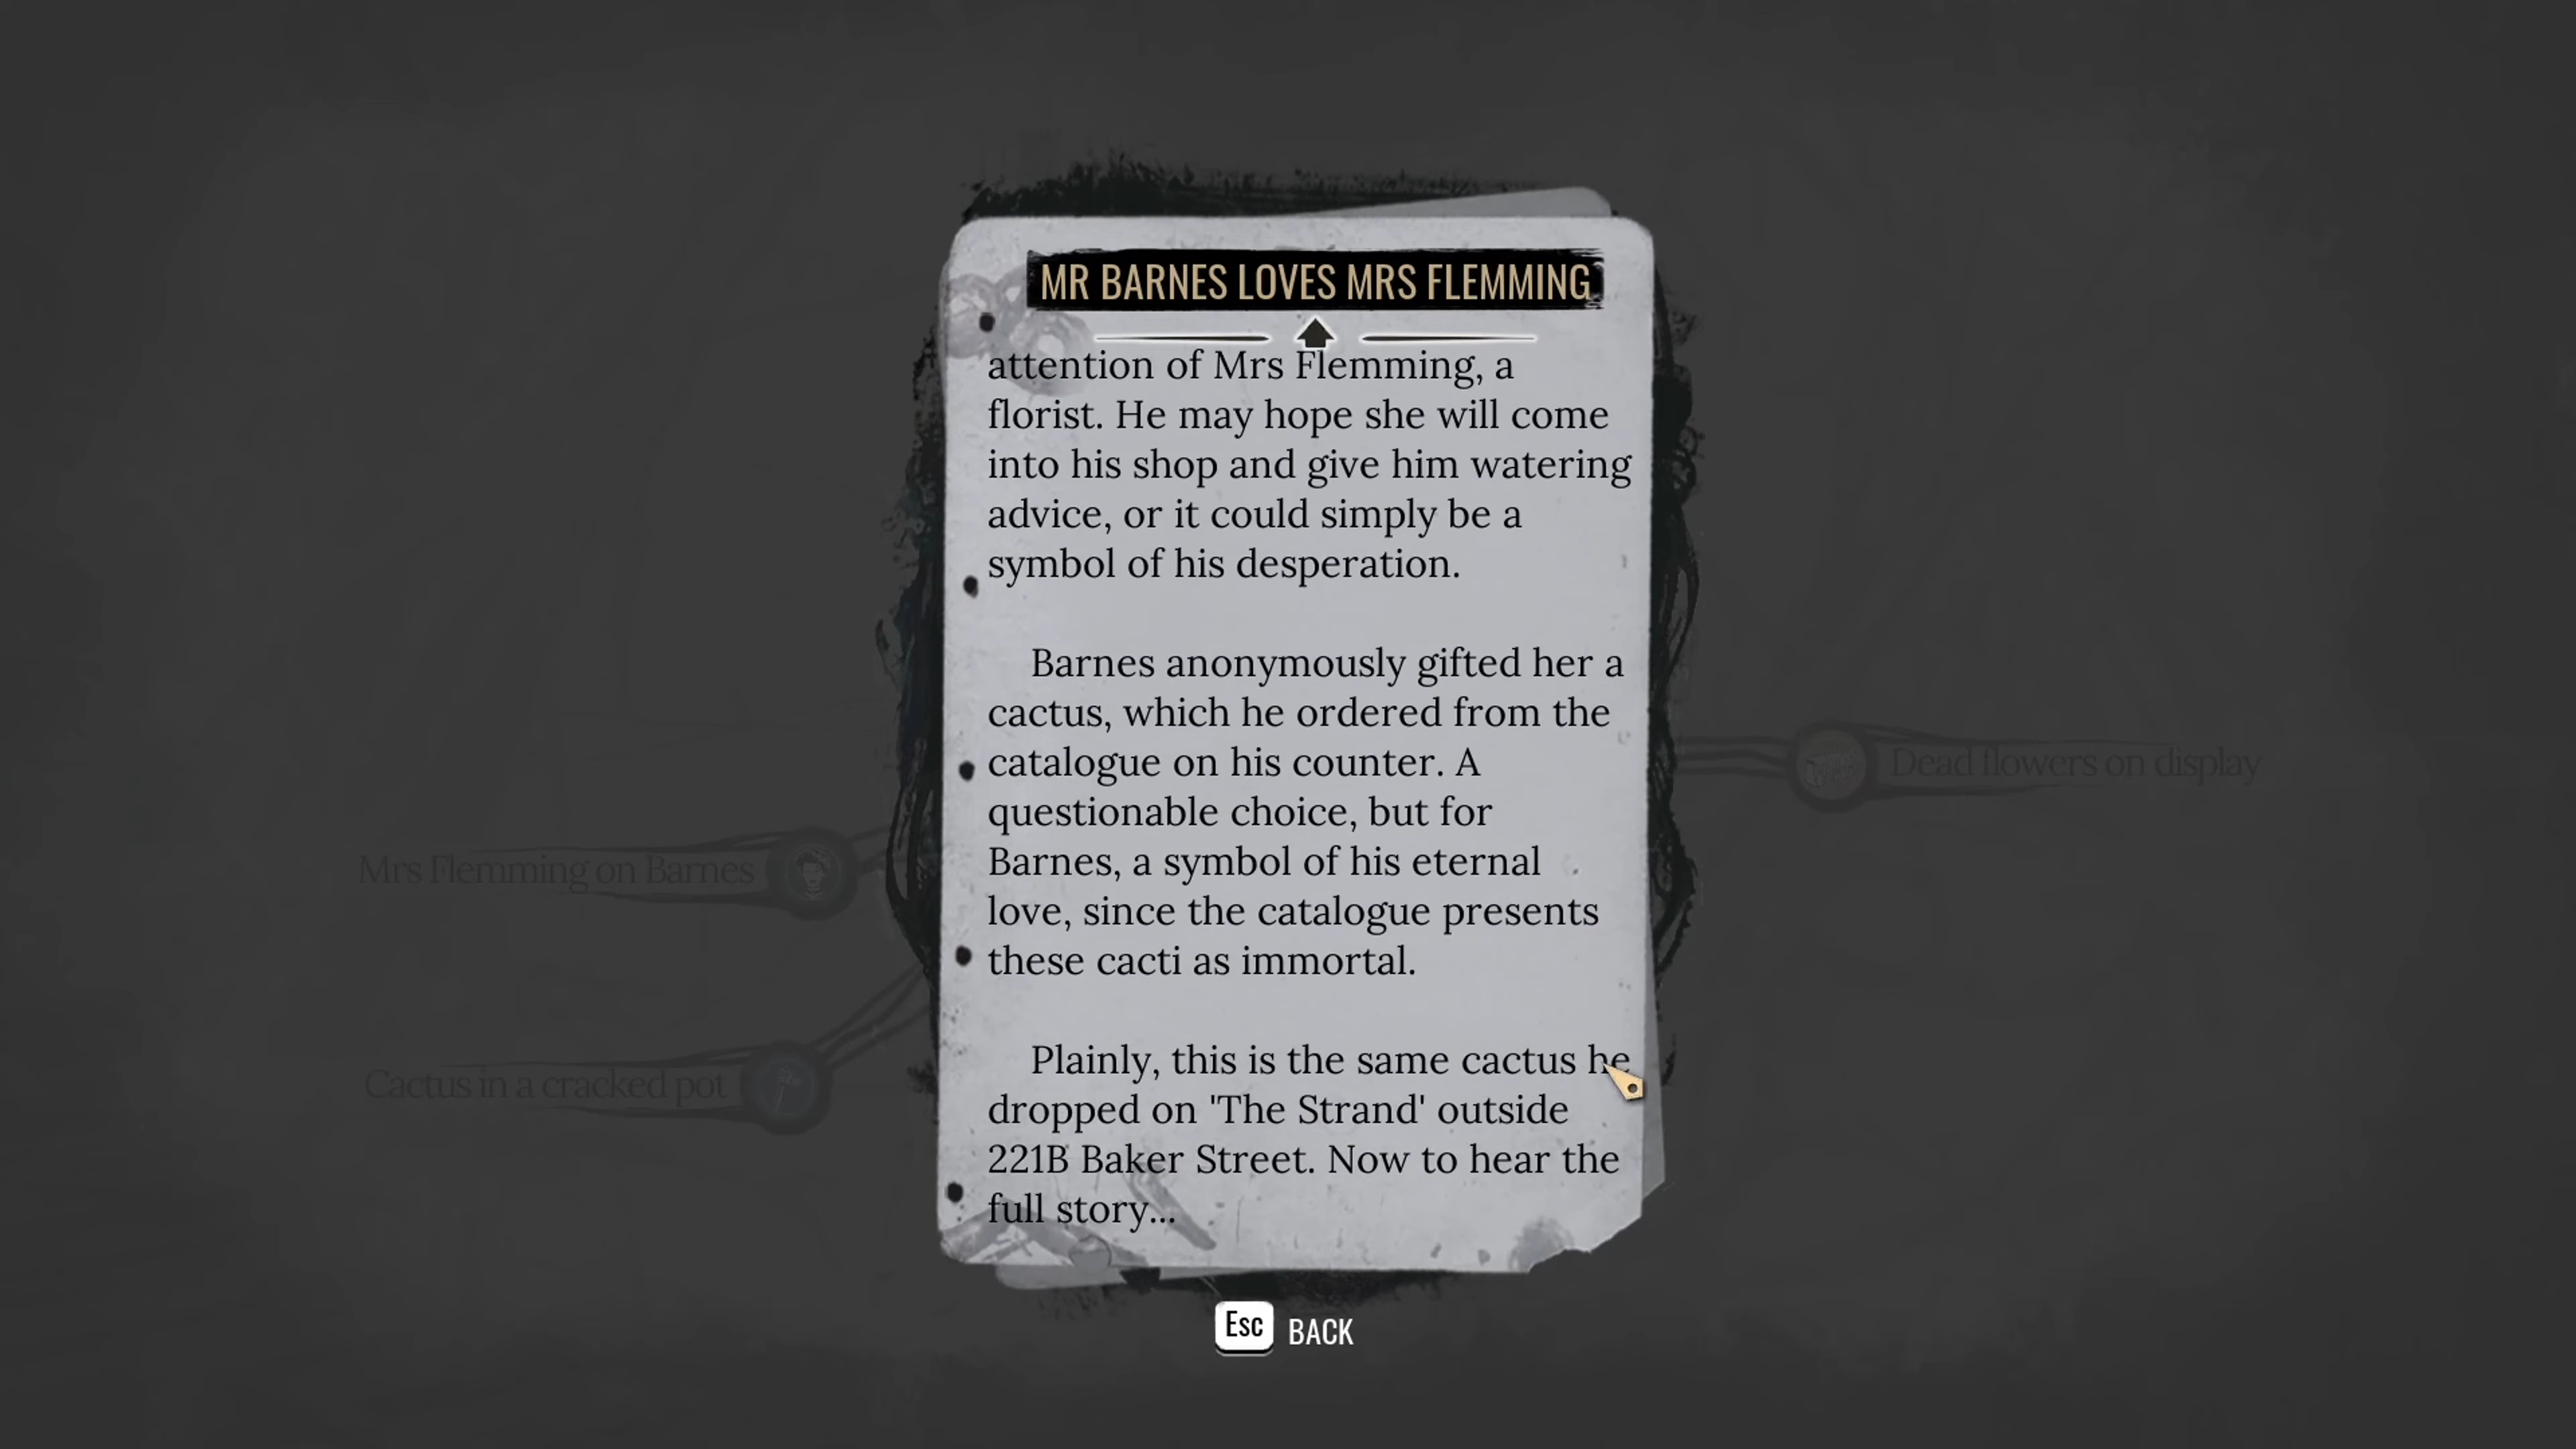 MR BARNES LOVES MRS FLEMMING
attention of Mrs Flemming, a
florist. He may hope she will come
into his shop and give him watering
advice, or it could simply be a
symbol of his desperation.
Barnes anonymously gifted her a
cactus, which he ordered from the
catalogue on his counter. A
questionable choice, but for
Barnes, a symbol of his eternal
love, since the catalogue presents
these cacti as immortal.
Plainly, this is the same cactus he
dropped on 'The Strand' outside
221B Baker Street. Now to hear the
full story...
Mrs Flemming on Barnes
Cactus in a cracked pot
Dead flowers on display
Esc BACK